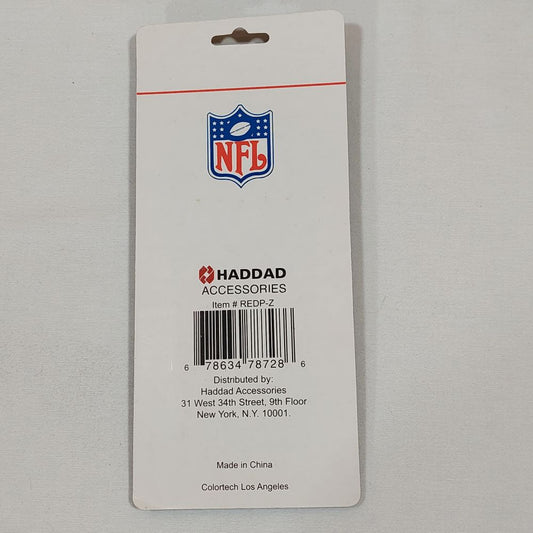 NFL
HADDAD
ACCESSORIES
Item # REDP-Z
6 78634 78728 6
Distributed by:
Haddad Accessories
31 West 34th Street, 9th Floor
New York, N.Y. 10001.
Made in China
Colortech Los Angeles